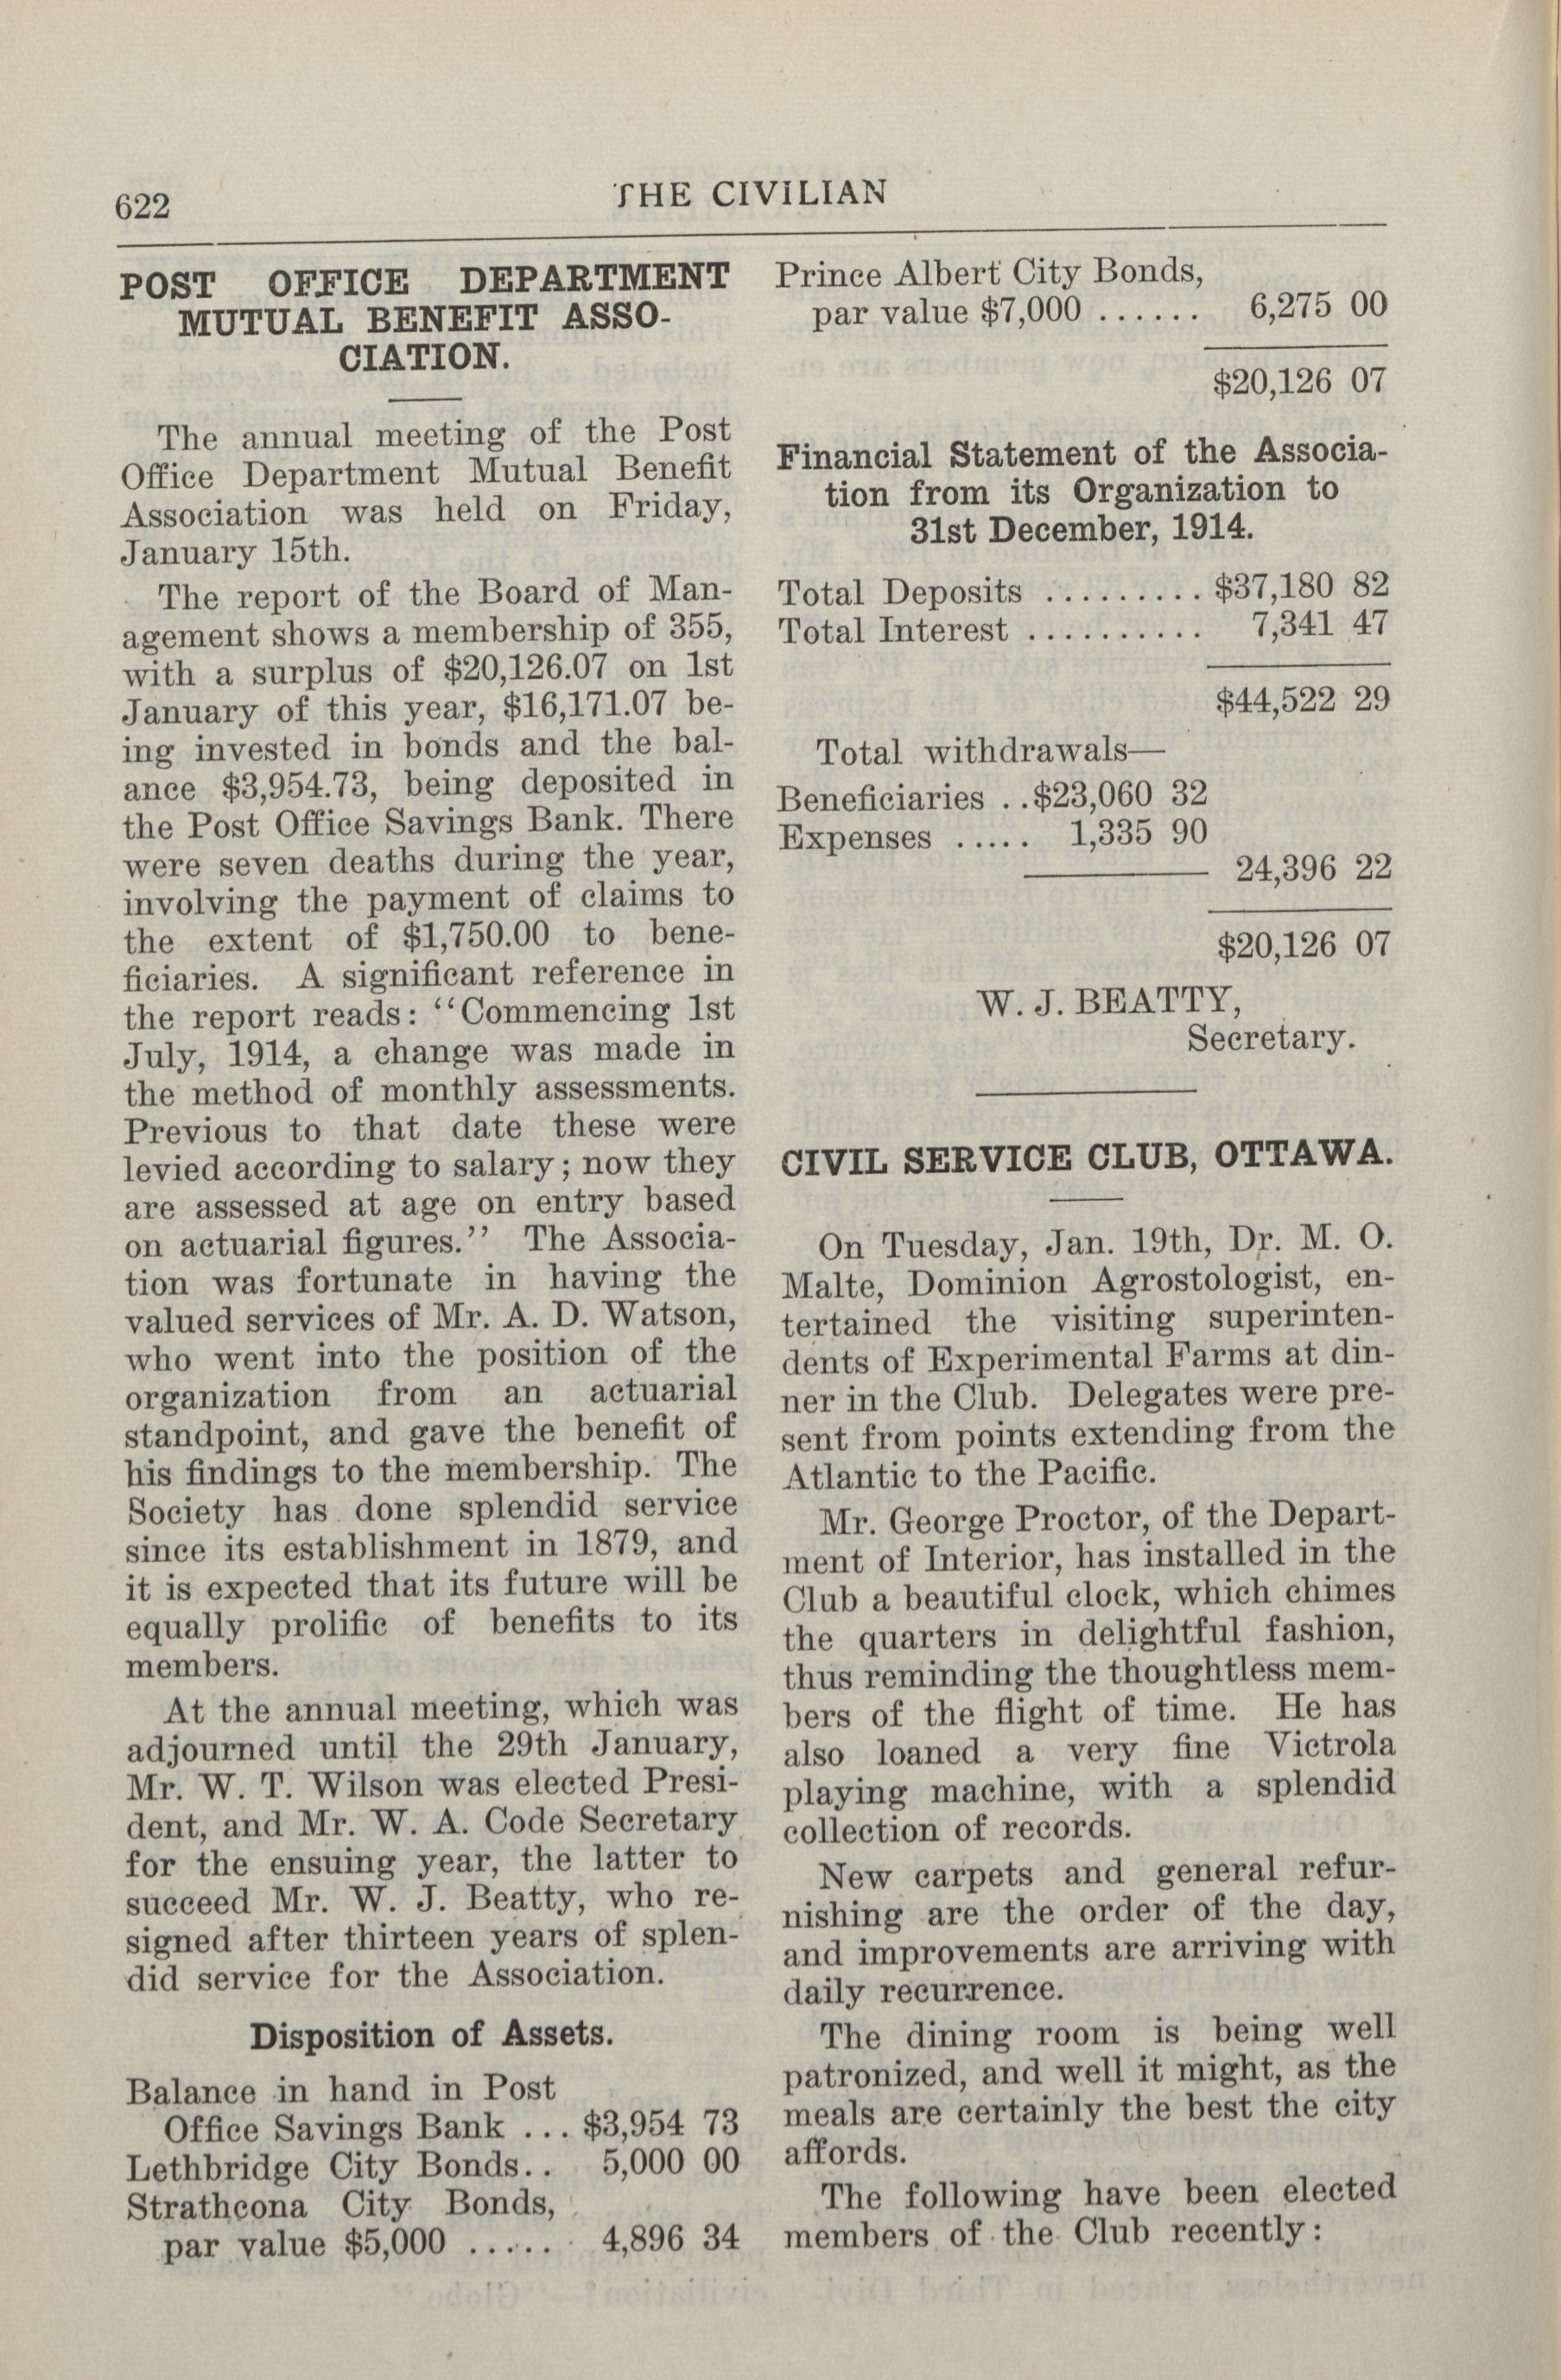 622
THE CIVILIAN
POST OFFICE DEPARTMENT
MUTUAL BENEFIT ASSO-
CIATION.
The annual meeting of the Post
Office Department Mutual Benefit
Association was held on Friday,
January 15th.
The report of the Board of Man-
agement shows a membership of 355,
with a surplus of $20,126.07 on 1st
January of this year, $16,171.07 be-
ing invested in bonds and the bal-
ance $3,954.73, being deposited in
the Post Office Savings Bank. There
were seven deaths during the year,
involving the payment of claims to
the extent of $1,750.00 to bene-
ficiaries. A significant reference in
the report reads: "Commencing 1st
July, 1914, a change was made in
the method of monthly assessments.
Previous to that date these were
levied according to salary; now they
are assessed at age on entry based
on actuarial figures." The Associa-
tion was fortunate in having the
valued services of Mr. A. D. Watson,
who went into the position of the
organization from an actuarial
standpoint, and gave the benefit of
his findings to the membership. The
Society has done splendid service
since its establishment in 1879, and
it is expected that its future will be
equally prolific of benefits to its
members.
At the annual meeting, which was
adjourned until the 29th January,
Mr. W. T. Wilson was elected Presi-
dent, and Mr. W. A. Code Secretary
for the ensuing year, the latter to
succeed Mr. W. J. Beatty, who re-
signed after thirteen years of splen-
did service for the Association.
Disposition of Assets.
Balance in hand in Post
Office Savings Bank ... $3,954 73
Lethbridge City Bonds.. 5,000 00
Strathcona City Bonds,
par value $5,000 ..... 4,896 34
Prince Albert City Bonds,
par value $7,000 ...... 6,275 00
$20,126 07
Financial Statement of the Associa-
tion from its Organization to
31st December, 1914.
Total Deposits ......... $37,180 82
Total Interest .......... 7,341 47
$44,522 29
Total withdrawals—
Beneficiaries ..$23,060 32
Expenses ..... 1,335 90
24,396 22
$20,126 07
W. J. BEATTY,
Secretary.
CIVIL SERVICE CLUB, OTTAWA.
On Tuesday, Jan. 19th, Dr. M. O.
Malte, Dominion Agrostologist, en-
tertained the visiting superinten-
dents of Experimental Farms at din-
ner in the Club. Delegates were pre-
sent from points extending from the
Atlantic to the Pacific.
Mr. George Proctor, of the Depart-
ment of Interior, has installed in the
Club a beautiful clock, which chimes
the quarters in delightful fashion,
thus reminding the thoughtless mem-
bers of the flight of time. He has
also loaned a very fine Victrola
playing machine, with a splendid
collection of records.
New carpets and general refur-
nishing are the order of the day,
and improvements are arriving with
daily recurrence.
The dining room is being well
patronized, and well it might, as the
meals are certainly the best the city
affords.
The following have been elected
members of the Club recently: